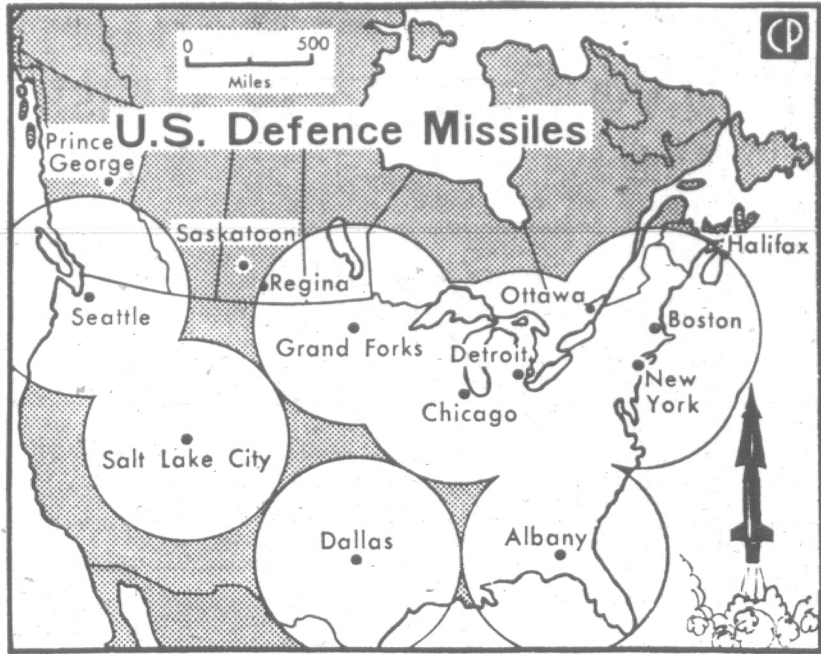 CP
0 500
Miles
U.S. Defence Missiles
Prince
George
Saskatoon
Regina
Halifax
Seattle
Ottawa
Grand Forks
Detroit
Boston
New
York
Chicago
Salt Lake City
Dallas
Albany